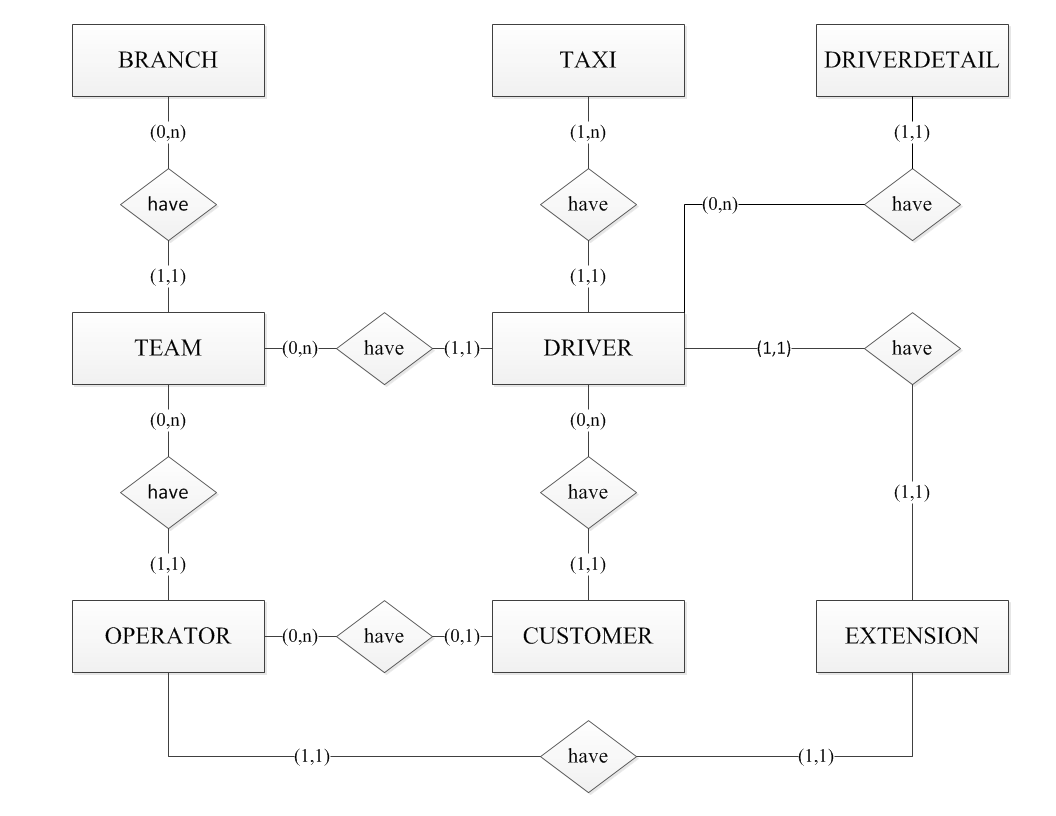 BRANCH
TAXI
DRIVERDETAIL
(0,n)
(1,n)
(1,1)
have
have
(0,n)
have
(1,1)
(1,1)
TEAM
(0,n)
have
(1,1)
DRIVER
(1,1)
have
(0,n)
(0,n)
have
have
(1,1)
(1,1)
(1,1)
OPERATOR
(0,n)
have
(0,1)
CUSTOMER
EXTENSION
(1,1)
have
(1,1)